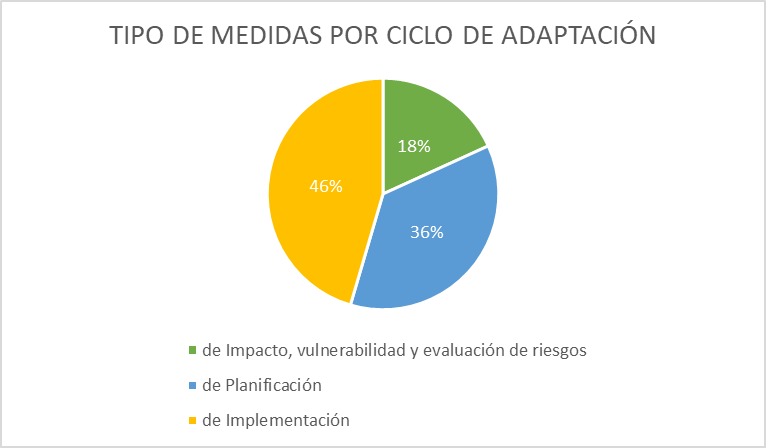 TIPO DE MEDIDAS POR CICLO DE ADAPTACIÓN
18%
46%
36%
de Impacto, vulnerabilidad y evaluación de riesgos
de Planificación
de Implementación